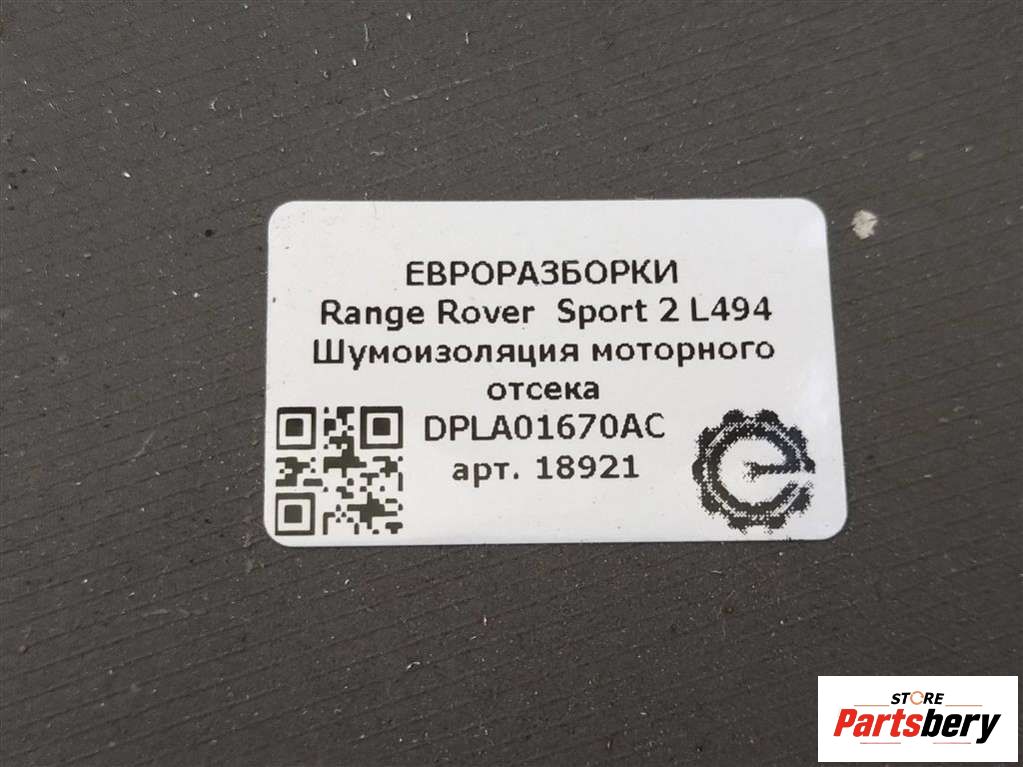 ЕВРОРАЗБОРКИ
Range Rover Sport 2 L494
Шумоизоляция моторного
отсека
DPLA01670AC
арт. 18921
STORE
Partsbery